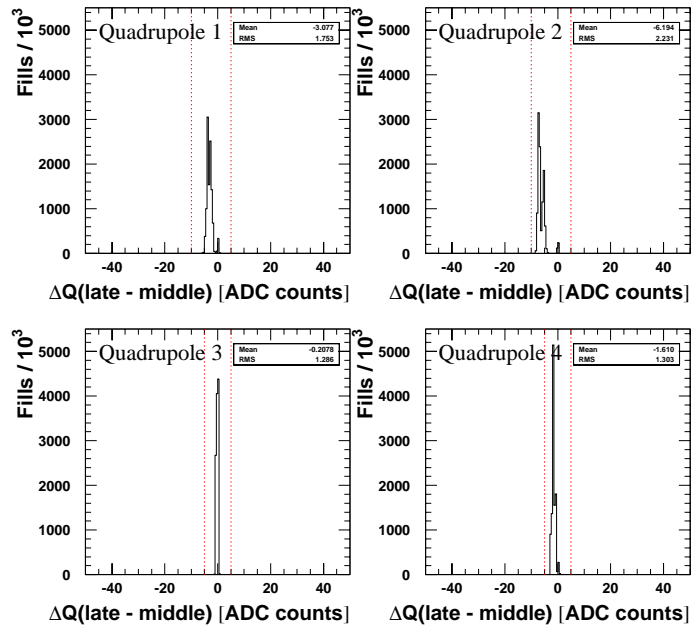 Quadrupole 1
Mean -3.077
RMS 1.753
Fills / 10³
5000
4000
3000
2000
1000
0
-40 -20 0 20 40
ΔQ(late - middle) [ADC counts]
Quadrupole 2
Mean -6.194
RMS 2.231
Fills / 10³
5000
4000
3000
2000
1000
0
-40 -20 0 20 40
ΔQ(late - middle) [ADC counts]
Quadrupole 3
Mean -0.2078
RMS 1.286
Fills / 10³
5000
4000
3000
2000
1000
0
-40 -20 0 20 40
ΔQ(late - middle) [ADC counts]
Quadrupole 4
Mean -1.610
RMS 1.303
Fills / 10³
5000
4000
3000
2000
1000
0
-40 -20 0 20 40
ΔQ(late - middle) [ADC counts]